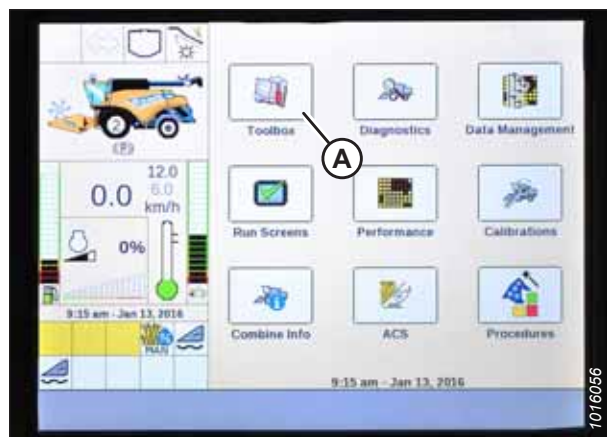 Toolbox
Diagnostics
Data Management
A
2
(P)
12.0
6.0
0.0
km/h
Run Screens
Performance
Calibrations
0%
9:15 am - Jan 13, 2016
MAN
Combine Info
ACS
Procedures
9:15 am - Jan 13, 2016
1016056